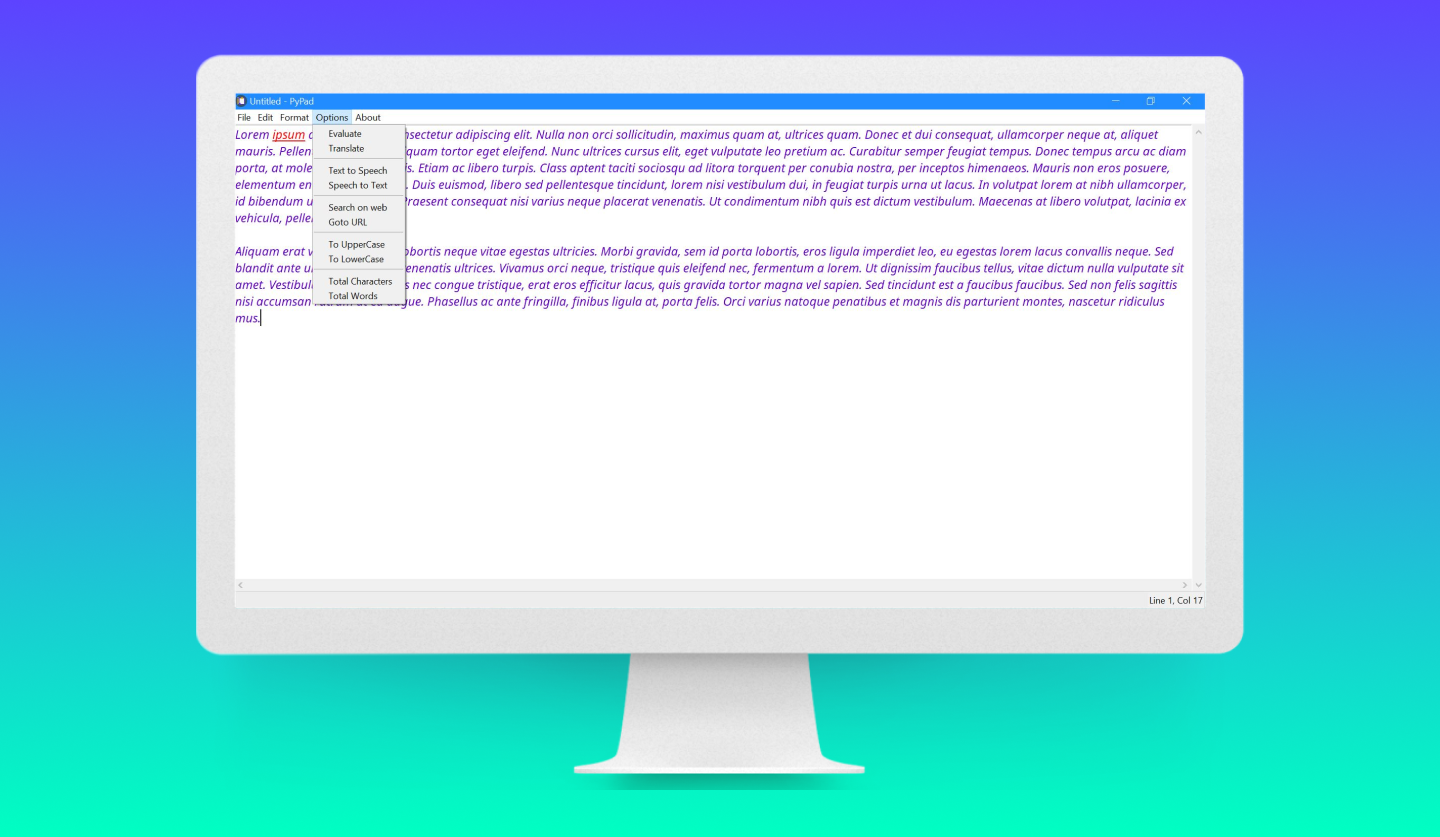 Untitled - PyPad
File Edit Format Options About
Evaluate
Translate
Text to Speech
Speech to Text
Search on web
Goto URL
To UpperCase
To LowerCase
Total Characters
Total Words
Lorem ipsum nsectetur adipiscing elit. Nulla non orci sollicitudin, maximus quam at, ultrices quam. Donec et dui consequat, ullamcorper neque at, aliquet
mauris. Pellen quam tortor eget eleifend. Nunc ultrices cursus elit, eget vulputate leo pretium ac. Curabitur semper feugiat tempus. Donec tempus arcu ac diam
porta, at mole s. Etiam ac libero turpis. Class aptent taciti sociosqu ad litora torquent per conubia nostra, per inceptos himenaeos. Mauris non eros posuere,
elementum en . Duis euismod, libero sed pellentesque tincidunt, lorem nisi vestibulum dui, in feugiat turpis urna ut lacus. In volutpat lorem at nibh ullamcorper,
id bibendum u Praesent consequat nisi varius neque placerat venenatis. Ut condimentum nibh quis est dictum vestibulum. Maecenas at libero volutpat, lacinia ex
vehicula, pelle
Aliquam erat v obortis neque vitae egestas ultricies. Morbi gravida, sem id porta lobortis, eros ligula imperdiet leo, eu egestas lorem lacus convallis neque. Sed
blandit ante u enenatis ultrices. Vivamus orci neque, tristique quis eleifend nec, fermentum a lorem. Ut dignissim faucibus tellus, vitae dictum nulla vulputate sit
amet. Vestibul s nec congue tristique, erat eros efficitur lacus, quis gravida tortor magna vel sapien. Sed tincidunt est a faucibus faucibus. Sed non felis sagittis
nisi accumsan augue. Phasellus ac ante fringilla, finibus ligula at, porta felis. Orci varius natoque penatibus et magnis dis parturient montes, nascetur ridiculus
mus.
Line 1, Col 17